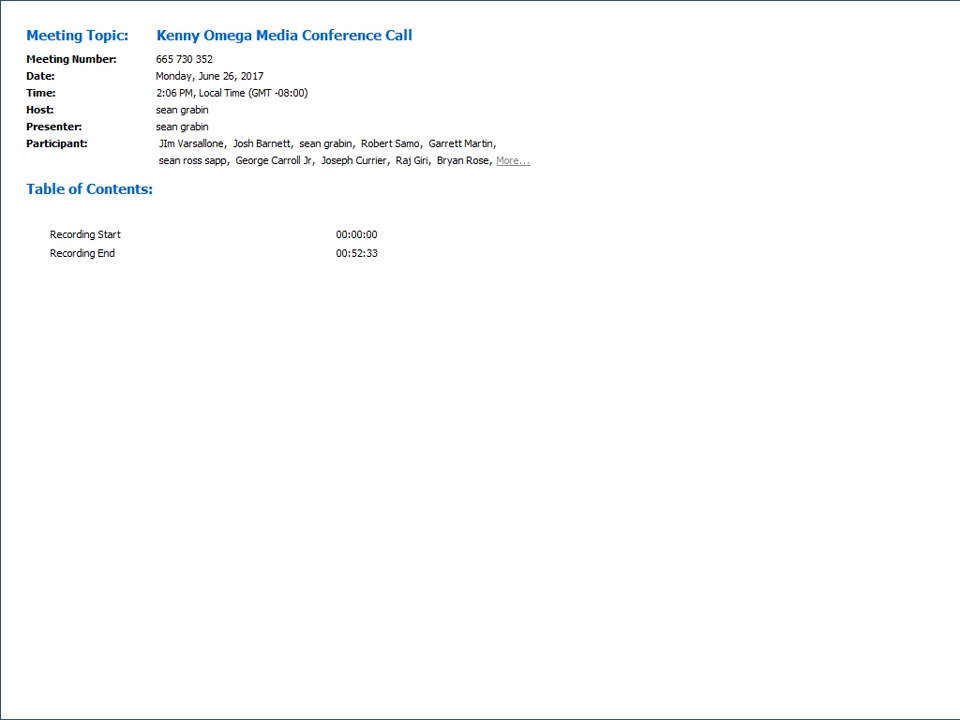 Meeting Topic: Kenny Omega Media Conference Call
Meeting Number: 665 730 352
Date: Monday, June 26, 2017
Time: 2:06 PM, Local Time (GMT -08:00)
Host: sean grabin
Presenter: sean grabin
Participant: JIm Varsallone, Josh Barnett, sean grabin, Robert Samo, Garrett Martin,
sean ross sapp, George Carroll Jr, Joseph Currier, Raj Giri, Bryan Rose, More...
Table of Contents:
Recording Start 00:00:00
Recording End 00:52:33